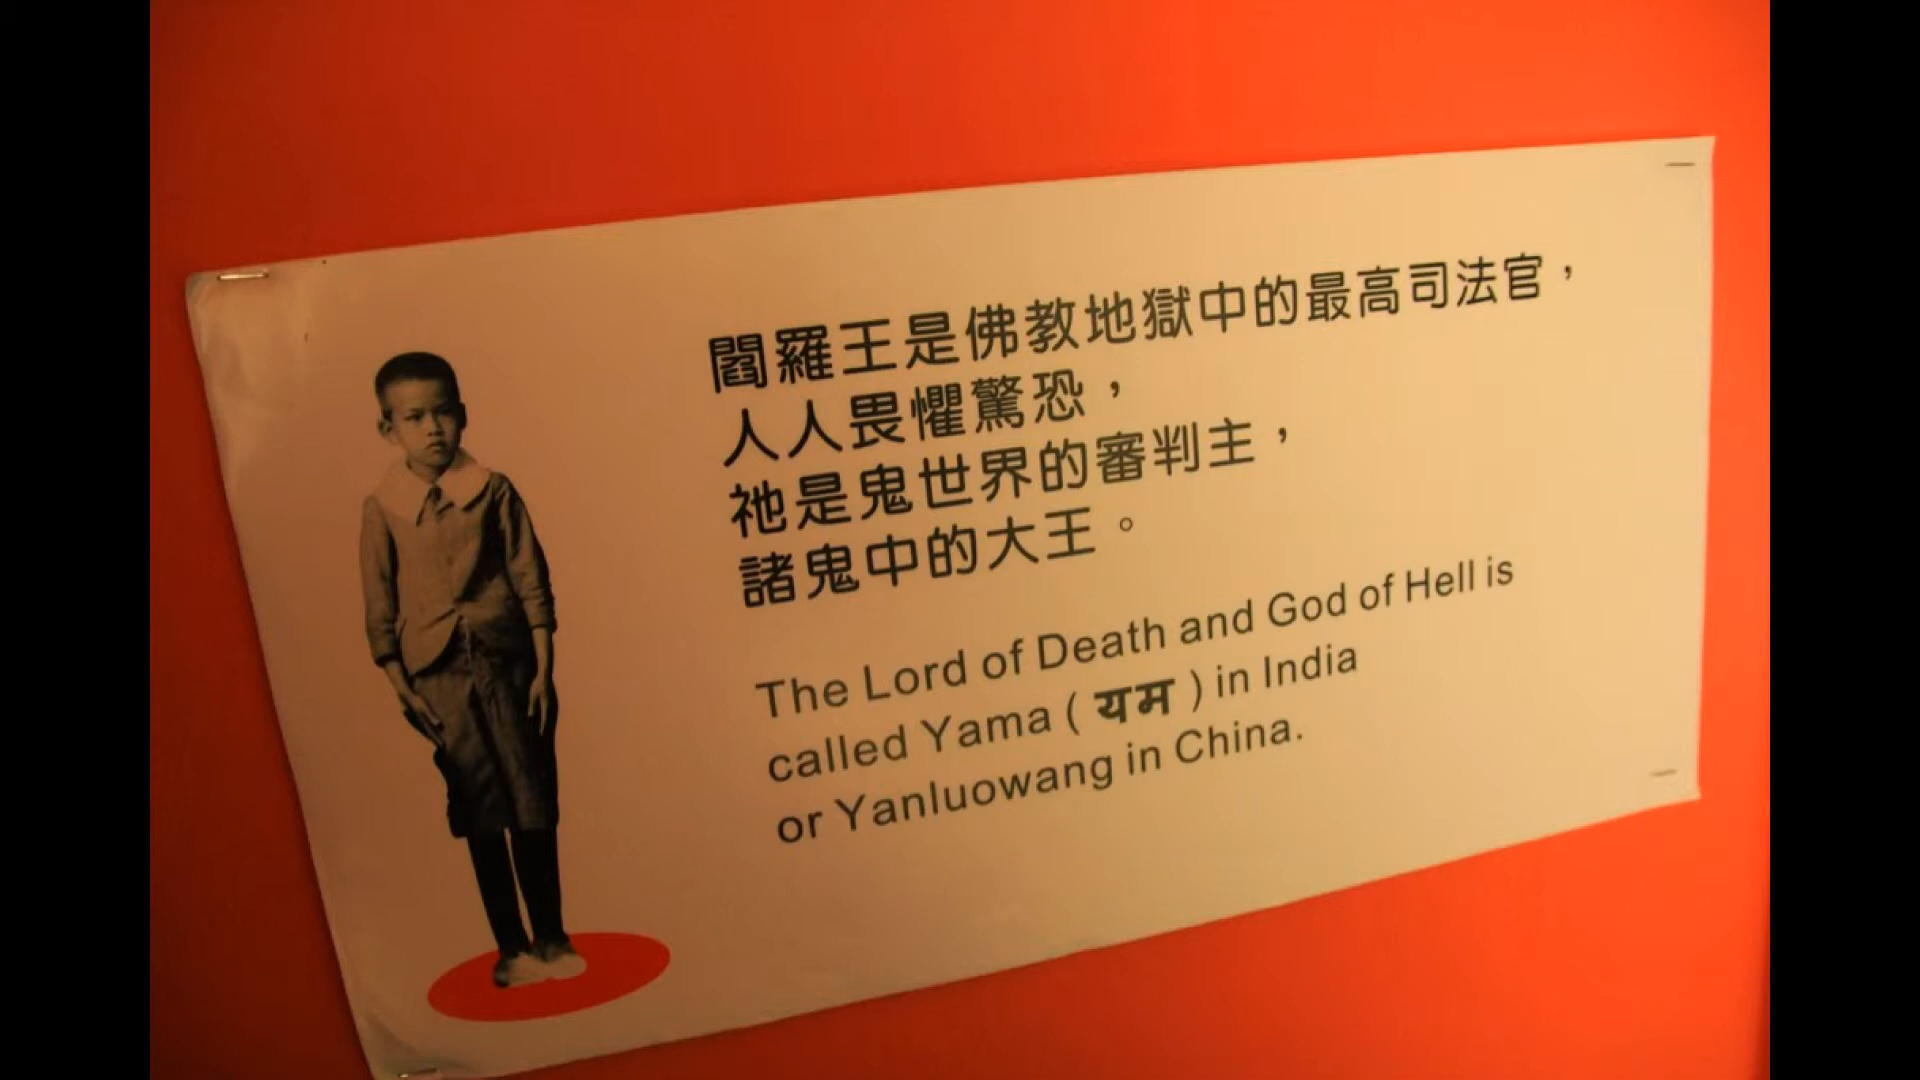 閻羅王是佛教地獄中的最高司法官，
人人畏懼驚恐，
祂是鬼世界的審判主，
諸鬼中的大王。
The Lord of Death and God of Hell is
called Yama ( यम ) in India
or Yanluowang in China.